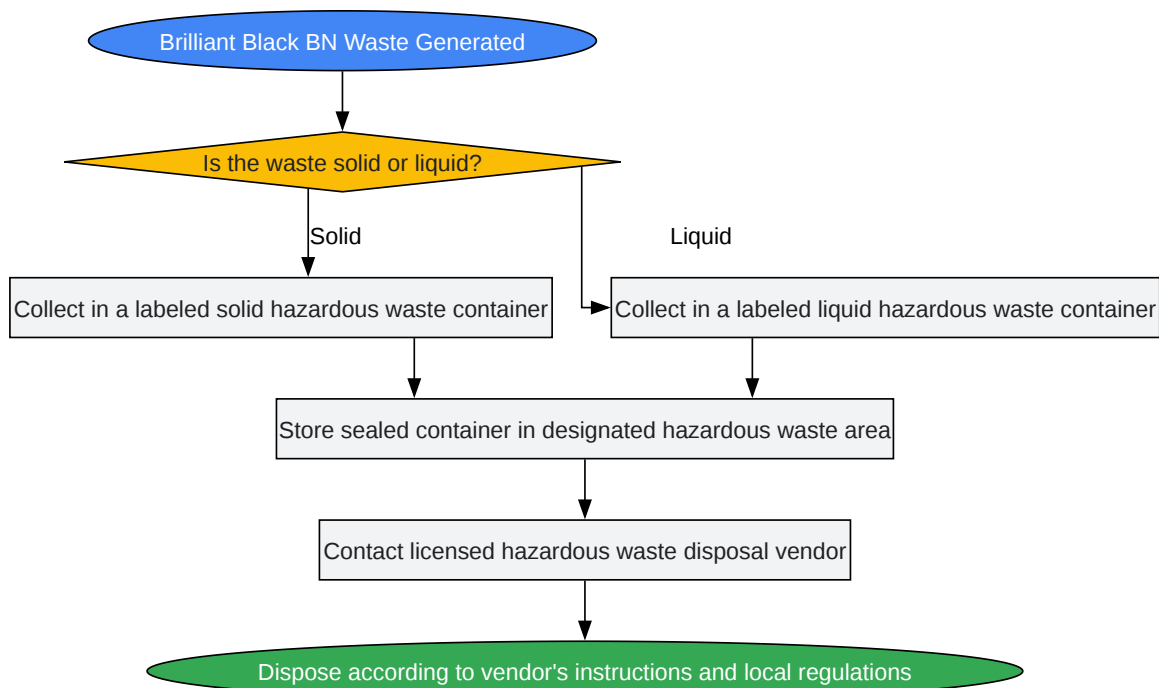 Brilliant Black BN Waste Generated
Is the waste solid or liquid?
Solid
Liquid
Collect in a labeled solid hazardous waste container
Collect in a labeled liquid hazardous waste container
Store sealed container in designated hazardous waste area
Contact licensed hazardous waste disposal vendor
Dispose according to vendor's instructions and local regulations